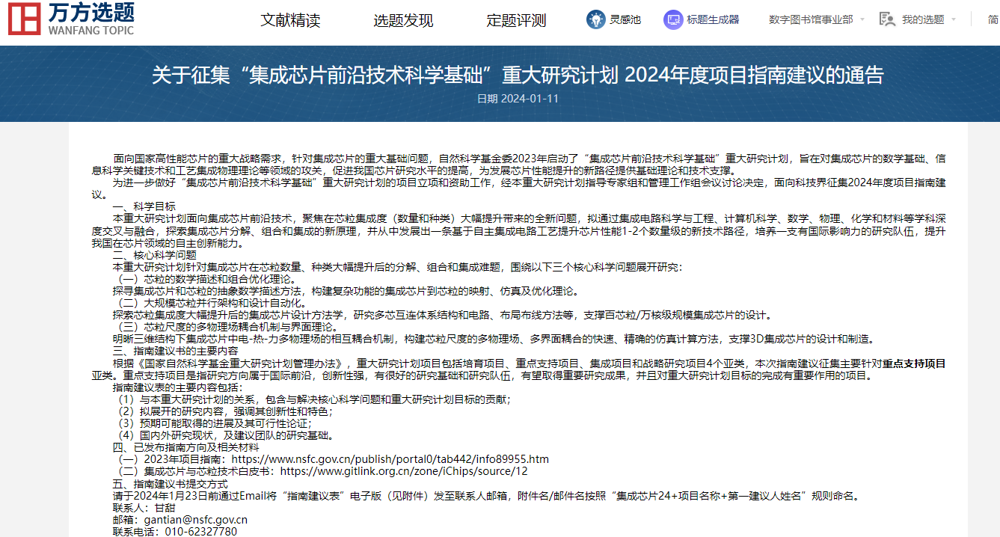 万方选题
WANFANG TOPIC
文献精读 选题发现 定题评测 灵感池 标题生成器 数字图书馆事业部 我的选题 简
关于征集“集成芯片前沿技术科学基础”重大研究计划 2024年度项目指南建议的通告
日期 2024-01-11
面向国家高性能芯片的重大战略需求，针对集成芯片的重大基础问题，自然科学基金委2023年启动了“集成芯片前沿技术科学基础”重大研究计划，旨在对集成芯片的数学基础、信
息科学关键技术和工艺集成物理理论等领域的攻关，促进我国芯片研究水平的提高，为发展芯片性能提升的新路径提供基础理论和技术支撑。
为进一步做好“集成芯片前沿技术科学基础”重大研究计划的项目立项和资助工作，经本重大研究计划指导专家组和管理工作组会议讨论决定，面向科技界征集2024年度项目指南建
议。
一、科学目标
本重大研究计划面向集成芯片前沿技术，聚焦在芯粒集成度（数量和种类）大幅提升带来的全新问题，拟通过集成电路科学与工程、计算机科学、数学、物理、化学和材料等学科深
度交叉与融合，探索集成芯片分解、组合和集成的新原理，并从中发展出一条基于自主集成电路工艺提升芯片性能1-2个数量级的新技术路径，培养一支有国际影响力的研究队伍，提升
我国在芯片领域的自主创新能力。
二、核心科学问题
本重大研究计划针对集成芯片在芯粒数量、种类大幅提升后的分解、组合和集成难题，围绕以下三个核心科学问题展开研究：
（一）芯粒的数学描述和组合优化理论。
探寻集成芯片和芯粒的抽象数学描述方法，构建复杂功能的集成芯片到芯粒的映射、仿真及优化理论。
（二）大规模芯粒并行架构和设计自动化。
探索芯粒集成度大幅提升后的集成芯片设计方法学，研究多芯互连体系结构和电路、布局布线方法等，支撑百芯粒/万核级规模集成芯片的设计。
（三）芯粒尺度的多物理场耦合机制与界面理论。
明晰三维结构下集成芯片中电-热-力多物理场的相互耦合机制，构建芯粒尺度的多物理场、多界面耦合的快速、精确的仿真计算方法，支撑3D集成芯片的设计和制造。
三、指南建议书的主要内容
根据《国家自然科学基金重大研究计划管理办法》，重大研究计划项目包括培育项目、重点支持项目、集成项目和战略研究项目4个亚类，本次指南建议征集主要针对重点支持项目
亚类。重点支持项目是指研究方向属于国际前沿，创新性强，有很好的研究基础和研究队伍，有望取得重要研究成果，并且对重大研究计划目标的完成有重要作用的项目。
指南建议表的主要内容包括：
（1）与本重大研究计划的关系，包含与解决核心科学问题和重大研究计划目标的贡献；
（2）拟展开的研究内容，强调其创新性和特色；
（3）预期可能取得的进展及其可行性论证；
（4）国内外研究现状，及建议团队的研究基础。
四、已发布指南方向及相关材料
（一）2023年项目指南：https://www.nsfc.gov.cn/publish/portal0/tab442/info89955.htm
（二）集成芯片与芯粒技术白皮书：https://www.gitlink.org.cn/zone/iChips/source/12
五、指南建议书提交方式
请于2024年1月23日前通过Email将“指南建议表”电子版（见附件）发至联系人邮箱，附件名/邮件名按照“集成芯片24+项目名称+第一建议人姓名”规则命名。
联系人：甘甜
邮箱：gantian@nsfc.gov.cn
联系电话：010-62327780